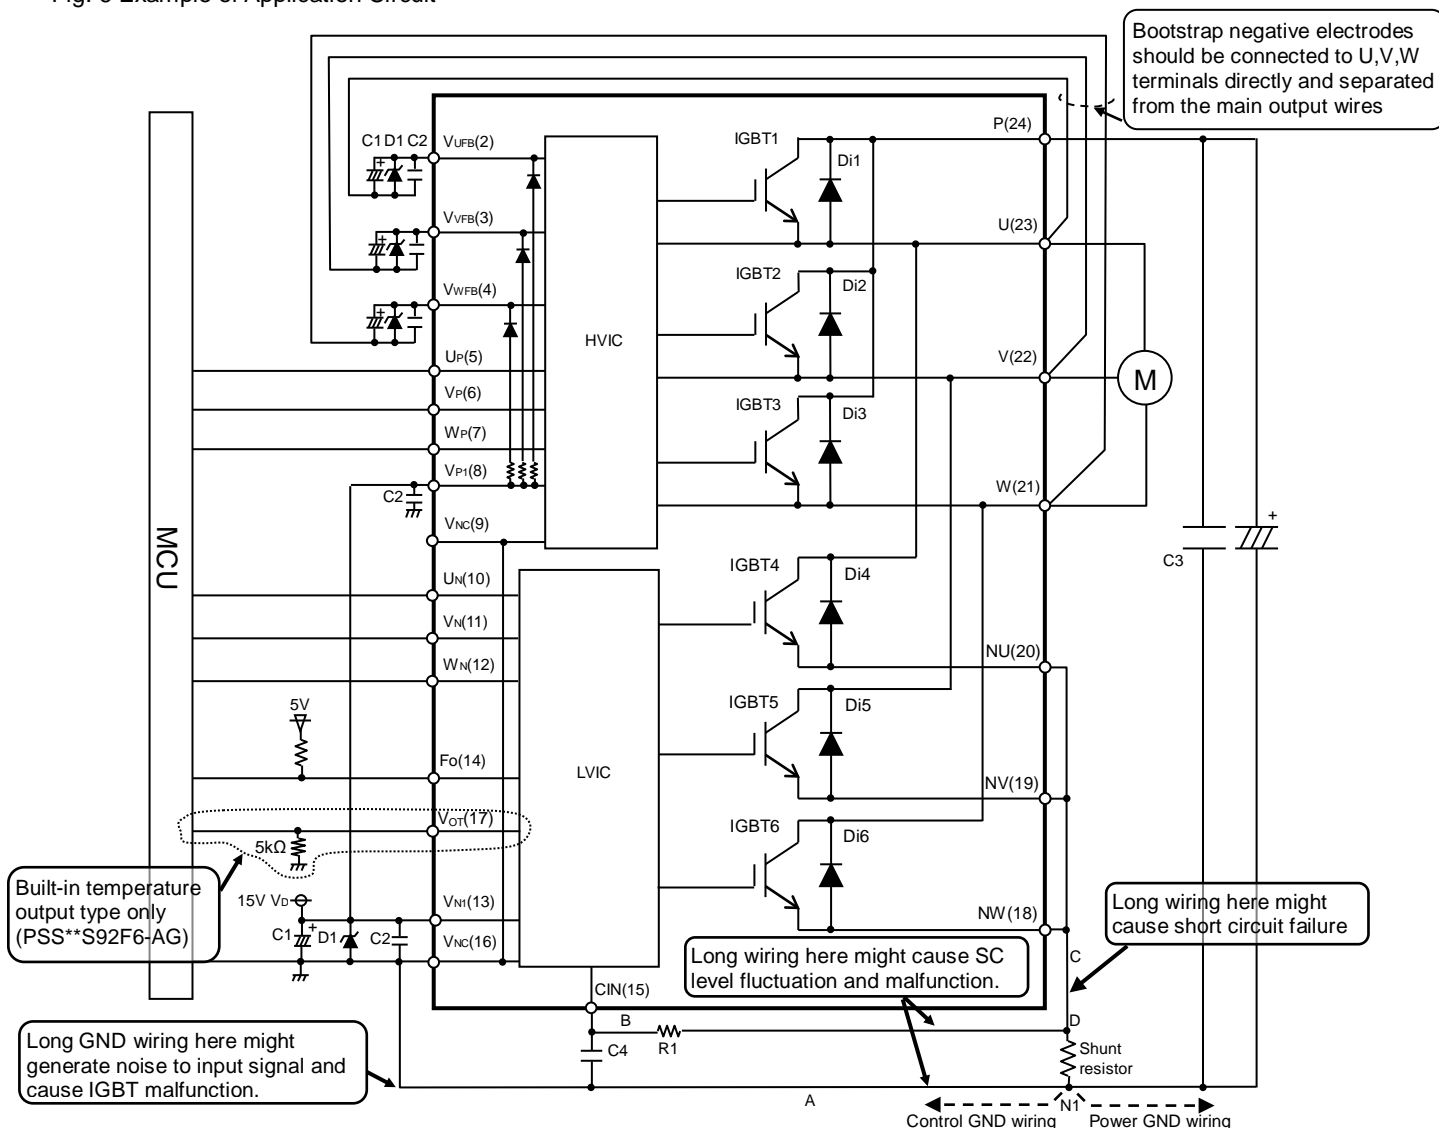 Fig. 8 Example of Application Circuit
Bootstrap negative electrodes
should be connected to U,V,W
terminals directly and separated
from the main output wires
MCU
C1 D1 C2
+
VUFB(2)
+
VVFB(3)
+
VWFB(4)
UP(5)
VP(6)
WP(7)
VP1(8)
C2
VNC(9)
HVIC
UN(10)
VN(11)
WN(12)
5V
Fo(14)
VOT(17)
5kΩ
LVIC
15V VD
VN1(13)
C1
+
D1
C2
VNC(16)
CIN(15)
IGBT1
Di1
IGBT2
Di2
IGBT3
Di3
IGBT4
Di4
IGBT5
Di5
IGBT6
Di6
P(24)
U(23)
V(22)
W(21)
NU(20)
NV(19)
NW(18)
M
C3
+
Built-in temperature
output type only
(PSS**S92F6-AG)
Long wiring here might
cause short circuit failure
Long wiring here might cause SC
level fluctuation and malfunction.
Long GND wiring here might
generate noise to input signal and
cause IGBT malfunction.
B
R1
C4
C
D
Shunt
resistor
A
N1
Control GND wiring
Power GND wiring